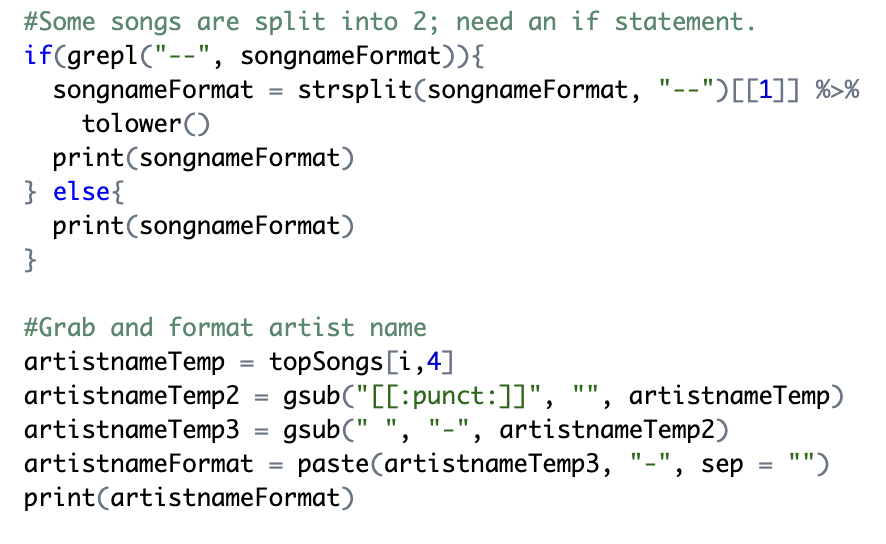 #Some songs are split into 2; need an if statement.
if(grepl("--", songnameFormat)){
  songnameFormat = strsplit(songnameFormat, "--")[[1]] %>%
    tolower()
  print(songnameFormat)
} else{
  print(songnameFormat)
}

#Grab and format artist name
artistnameTemp = topSongs[i,4]
artistnameTemp2 = gsub("[[:punct:]]", "", artistnameTemp)
artistnameTemp3 = gsub(" ", "-", artistnameTemp2)
artistnameFormat = paste(artistnameTemp3, "-", sep = "")
print(artistnameFormat)